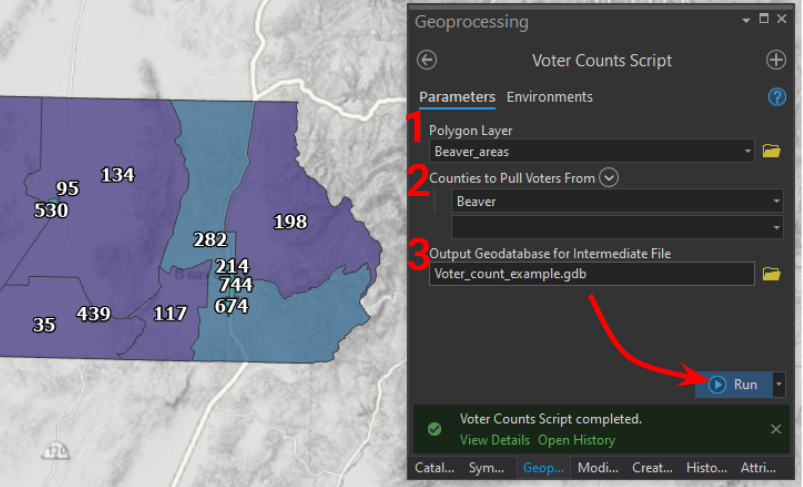 Geoprocessing
Voter Counts Script
Parameters Environments
1
Polygon Layer
Beaver_areas
2
Counties to Pull Voters From
Beaver
3
Output Geodatabase for Intermediate File
Voter_count_example.gdb
Run
Voter Counts Script completed.
View Details Open History
Catal... Sym... Geop... Modi... Creat... Histo... Attri...
134
95
530
198
282
214
744
674
439
117
35
120